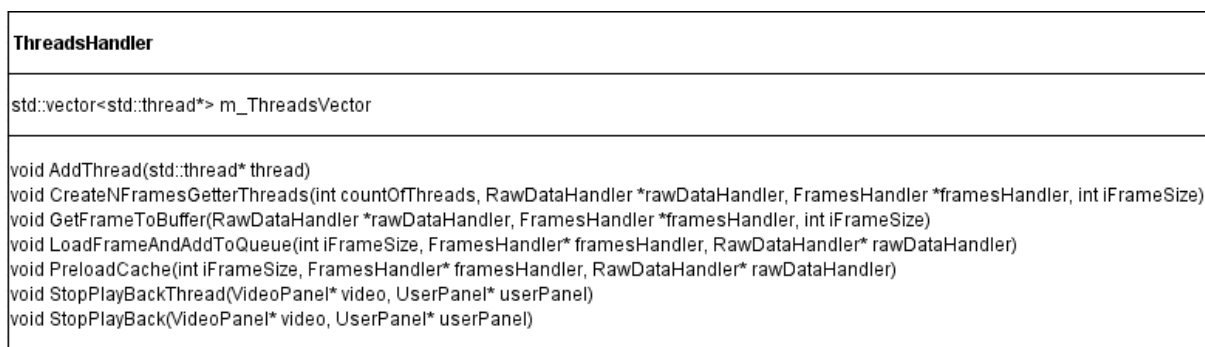 ThreadsHandler
std::vector<std::thread*> m_ThreadsVector
void AddThread(std::thread* thread)
void CreateNFramesGetterThreads(int countOfThreads, RawDataHandler *rawDataHandler, FramesHandler *framesHandler, int iFrameSize)
void GetFrameToBuffer(RawDataHandler *rawDataHandler, FramesHandler *framesHandler, int iFrameSize)
void LoadFrameAndAddToQueue(int iFrameSize, FramesHandler* framesHandler, RawDataHandler* rawDataHandler)
void PreloadCache(int iFrameSize, FramesHandler* framesHandler, RawDataHandler* rawDataHandler)
void StopPlayBackThread(VideoPanel* video, UserPanel* userPanel)
void StopPlayBack(VideoPanel* video, UserPanel* userPanel)